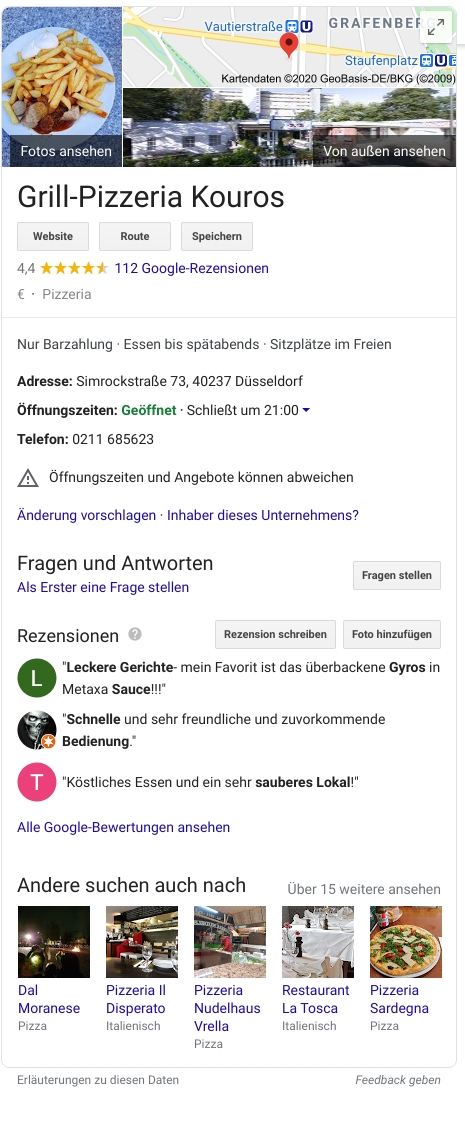 Vautierstraße
GRAFENBERG
Staufenplatz
Kartendaten ©2020 GeoBasis-DE/BKG (©2009)
Fotos ansehen
Von außen ansehen
Grill-Pizzeria Kouros
Website
Route
Speichern
4,4 112 Google-Rezensionen
€ · Pizzeria
Nur Barzahlung · Essen bis spätabends · Sitzplätze im Freien
Adresse: Simrockstraße 73, 40237 Düsseldorf
Öffnungszeiten: Geöffnet · Schließt um 21:00
Telefon: 0211 685623
Öffnungszeiten und Angebote können abweichen
Änderung vorschlagen · Inhaber dieses Unternehmens?
Fragen und Antworten
Als Erster eine Frage stellen
Fragen stellen
Rezensionen ?
Rezension schreiben
Foto hinzufügen
L
"Leckere Gerichte- mein Favorit ist das überbackene Gyros in
Metaxa Sauce!!!"
"Schnelle und sehr freundliche und zuvorkommende
Bedienung."
T
"Köstliches Essen und ein sehr sauberes Lokal!"
Alle Google-Bewertungen ansehen
Andere suchen auch nach
Über 15 weitere ansehen
Dal
Moranese
Pizza
Pizzeria Il
Disperato
Italienisch
Pizzeria
Nudelhaus
Vrella
Pizza
Restaurant
La Tosca
Italienisch
Pizzeria
Sardegna
Pizza
Erläuterungen zu diesen Daten
Feedback geben